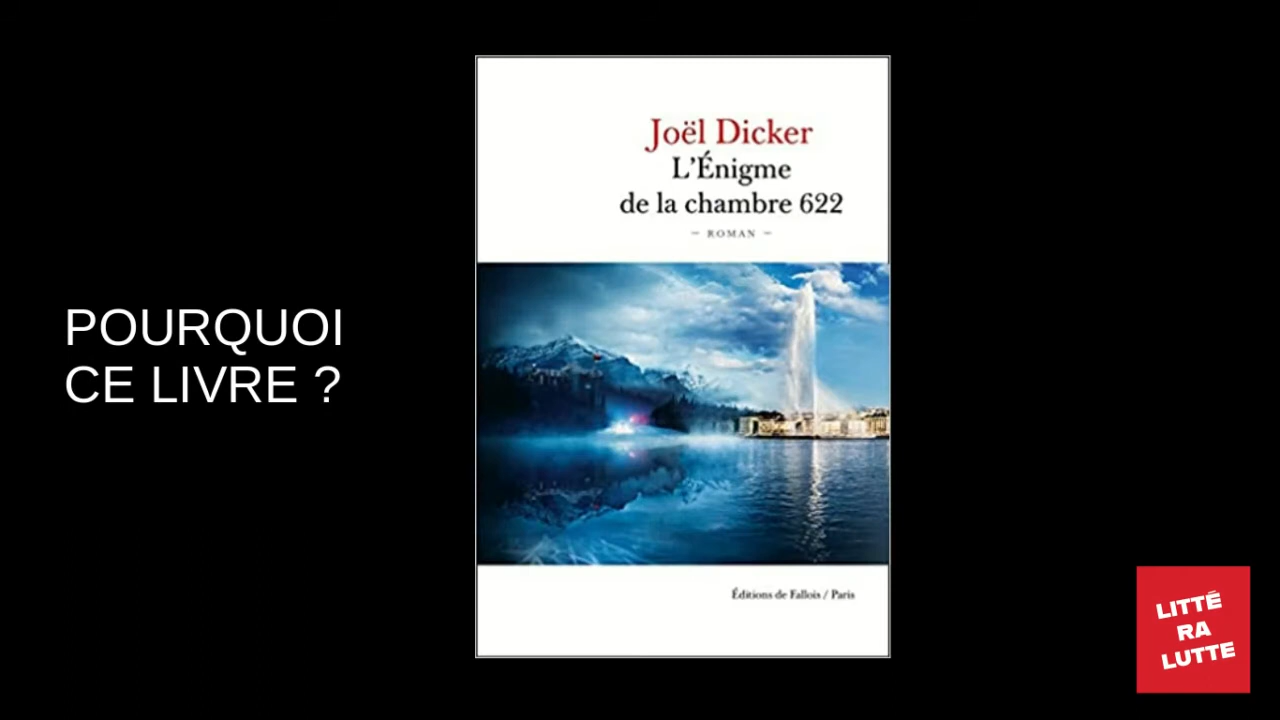 POURQUOI
CE LIVRE ?
Joël Dicker
L’Énigme
de la chambre 622
– ROMAN –
Éditions de Fallois / Paris
LITTÉ
RA
LUTTE